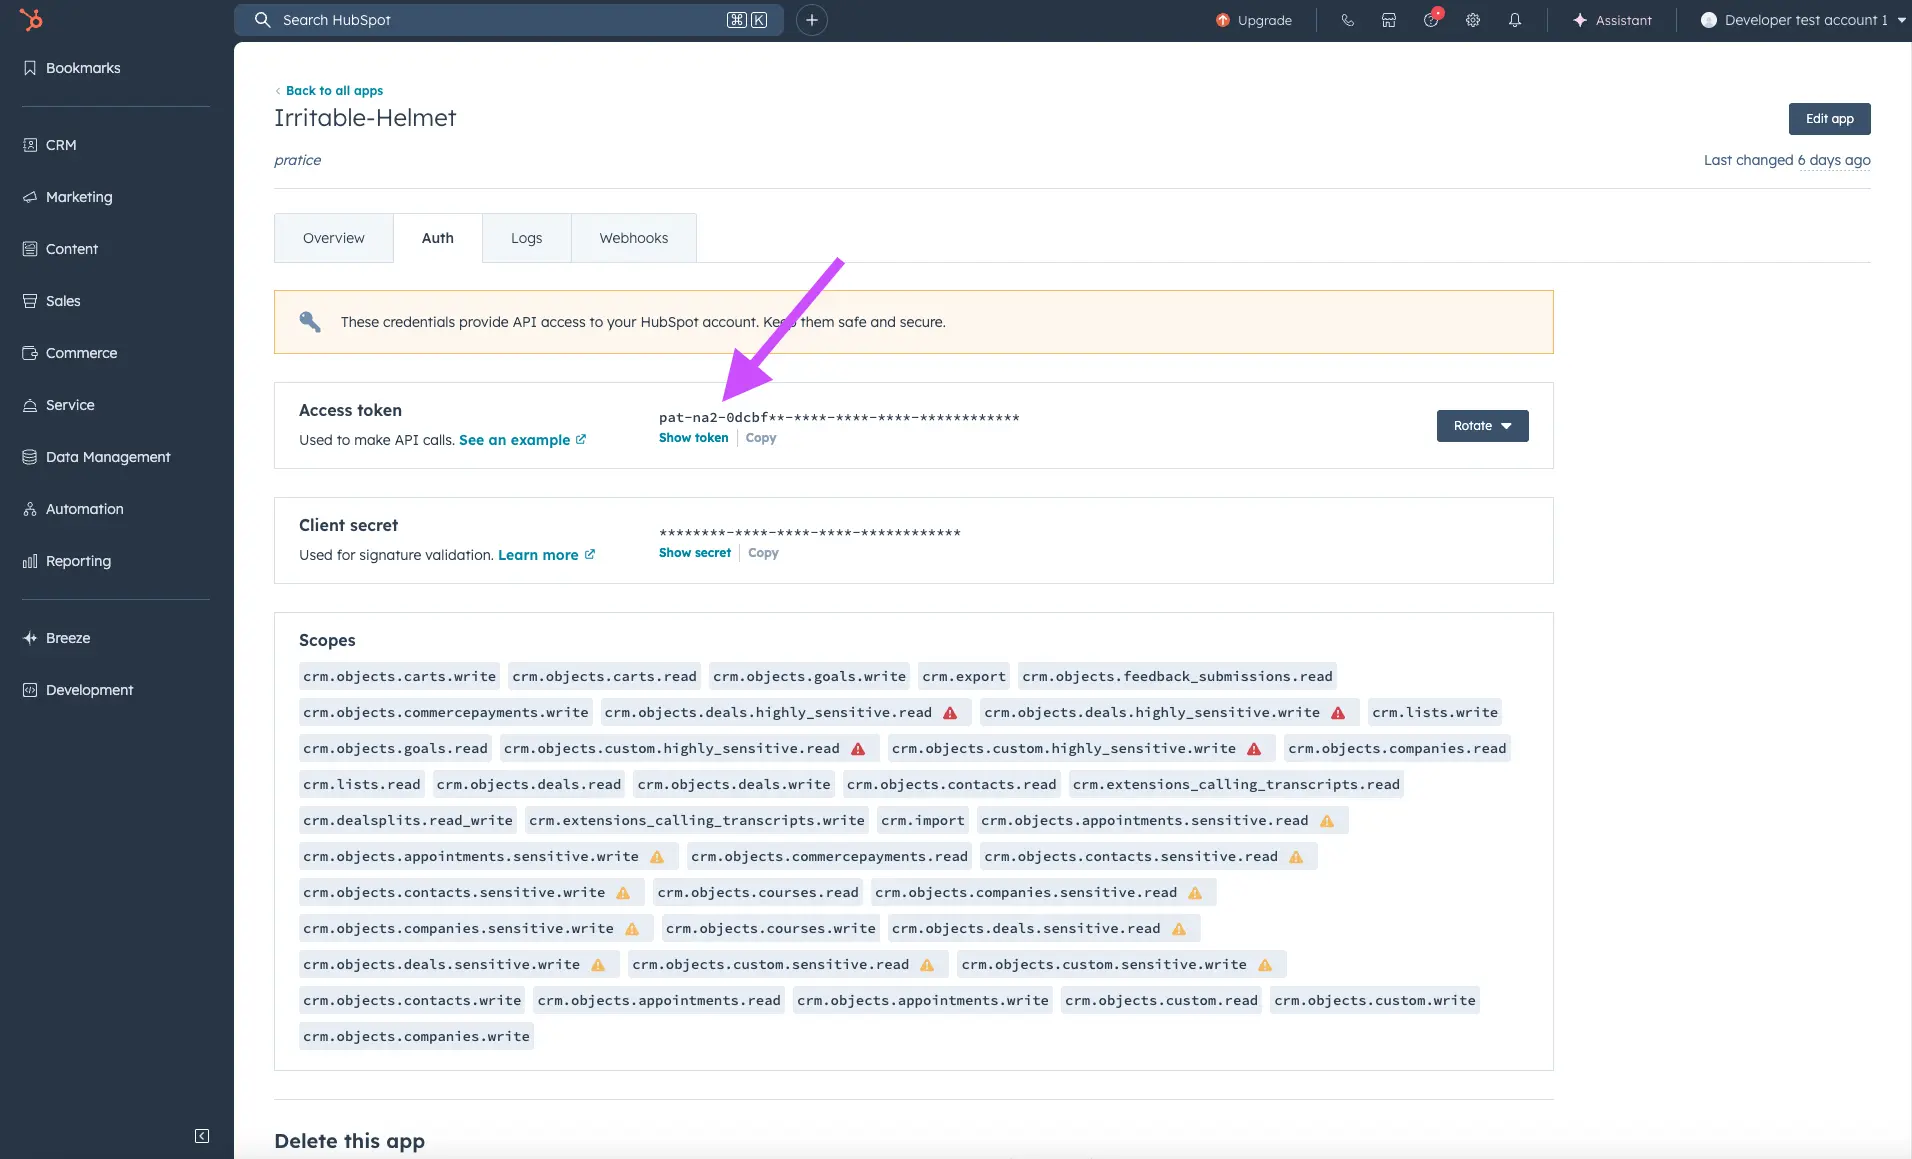 Search HubSpot ⌘ K
Upgrade
Assistant
Developer test account 1
Bookmarks
CRM
Marketing
Content
Sales
Commerce
Service
Data Management
Automation
Reporting
Breeze
Development
Back to all apps
Irritable-Helmet
Edit app
pratice
Last changed 6 days ago
Overview Auth Logs Webhooks
These credentials provide API access to your HubSpot account. Keep them safe and secure.
Access token
Used to make API calls. See an example
pat-na2-0dcbf**-****-****-****-************
Show token Copy
Rotate
Client secret
Used for signature validation. Learn more
********-****-****-****-************
Show secret Copy
Scopes
crm.objects.carts.write crm.objects.carts.read crm.objects.goals.write crm.export crm.objects.feedback_submissions.read
crm.objects.commercepayments.write crm.objects.deals.highly_sensitive.read crm.objects.deals.highly_sensitive.write crm.lists.write
crm.objects.goals.read crm.objects.custom.highly_sensitive.read crm.objects.custom.highly_sensitive.write crm.objects.companies.read
crm.lists.read crm.objects.deals.read crm.objects.deals.write crm.objects.contacts.read crm.extensions_calling_transcripts.read
crm.dealsplits.read_write crm.extensions_calling_transcripts.write crm.import crm.objects.appointments.sensitive.read
crm.objects.appointments.sensitive.write crm.objects.commercepayments.read crm.objects.contacts.sensitive.read
crm.objects.contacts.sensitive.write crm.objects.courses.read crm.objects.companies.sensitive.read
crm.objects.companies.sensitive.write crm.objects.courses.write crm.objects.deals.sensitive.read
crm.objects.deals.sensitive.write crm.objects.custom.sensitive.read crm.objects.custom.sensitive.write
crm.objects.contacts.write crm.objects.appointments.read crm.objects.appointments.write crm.objects.custom.read crm.objects.custom.write
crm.objects.companies.write
Delete this app